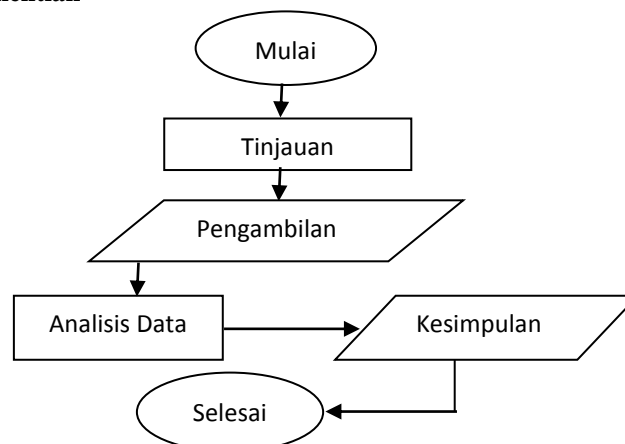 Mulai
Tinjauan
Pengambilan
Analisis Data
Kesimpulan
Selesai